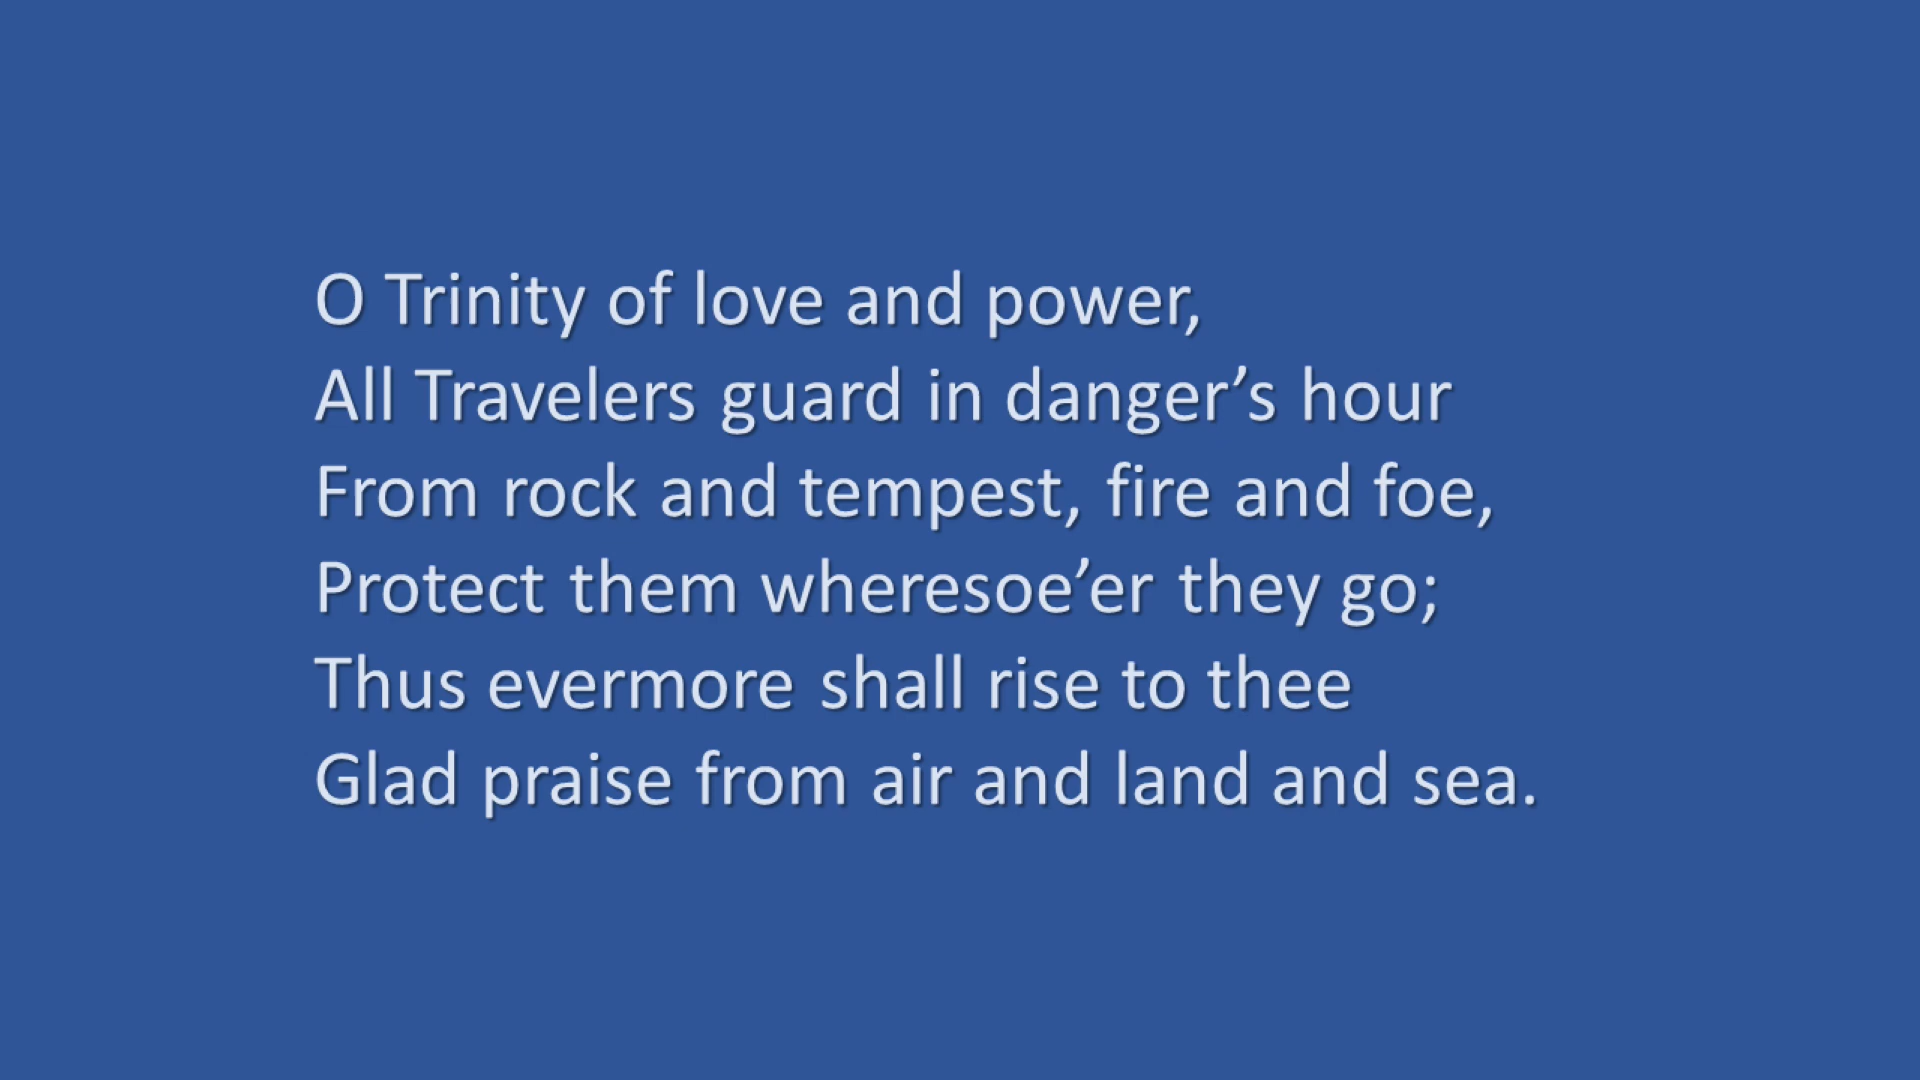 O Trinity of love and power,
All Travelers guard in danger’s hour
From rock and tempest, fire and foe,
Protect them wheresoe’er they go;
Thus evermore shall rise to thee
Glad praise from air and land and sea.